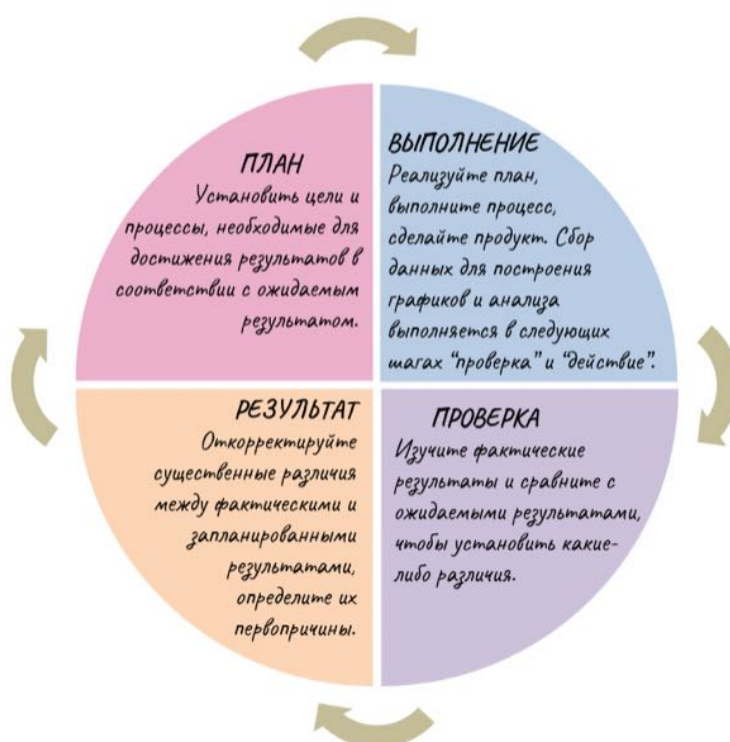 ПЛАН
Установить цели и
процессы, необходимые для
достижения результатов в
соответствии с ожидаемым
результатом.
ВЫПОЛНЕНИЕ
Реализуйте план,
выполните процесс,
сделайте продукт. Сбор
данных для построения
графиков и анализа
выполняется в следующих
шагах “проверка” и “действие”.
ПРОВЕРКА
Изучите фактические
результаты и сравните с
ожидаемыми результатами,
чтобы установить какие-
либо различия.
РЕЗУЛЬТАТ
Откорректируйте
существенные различия
между фактическими и
запланированными
результатами,
определите их
первопричины.